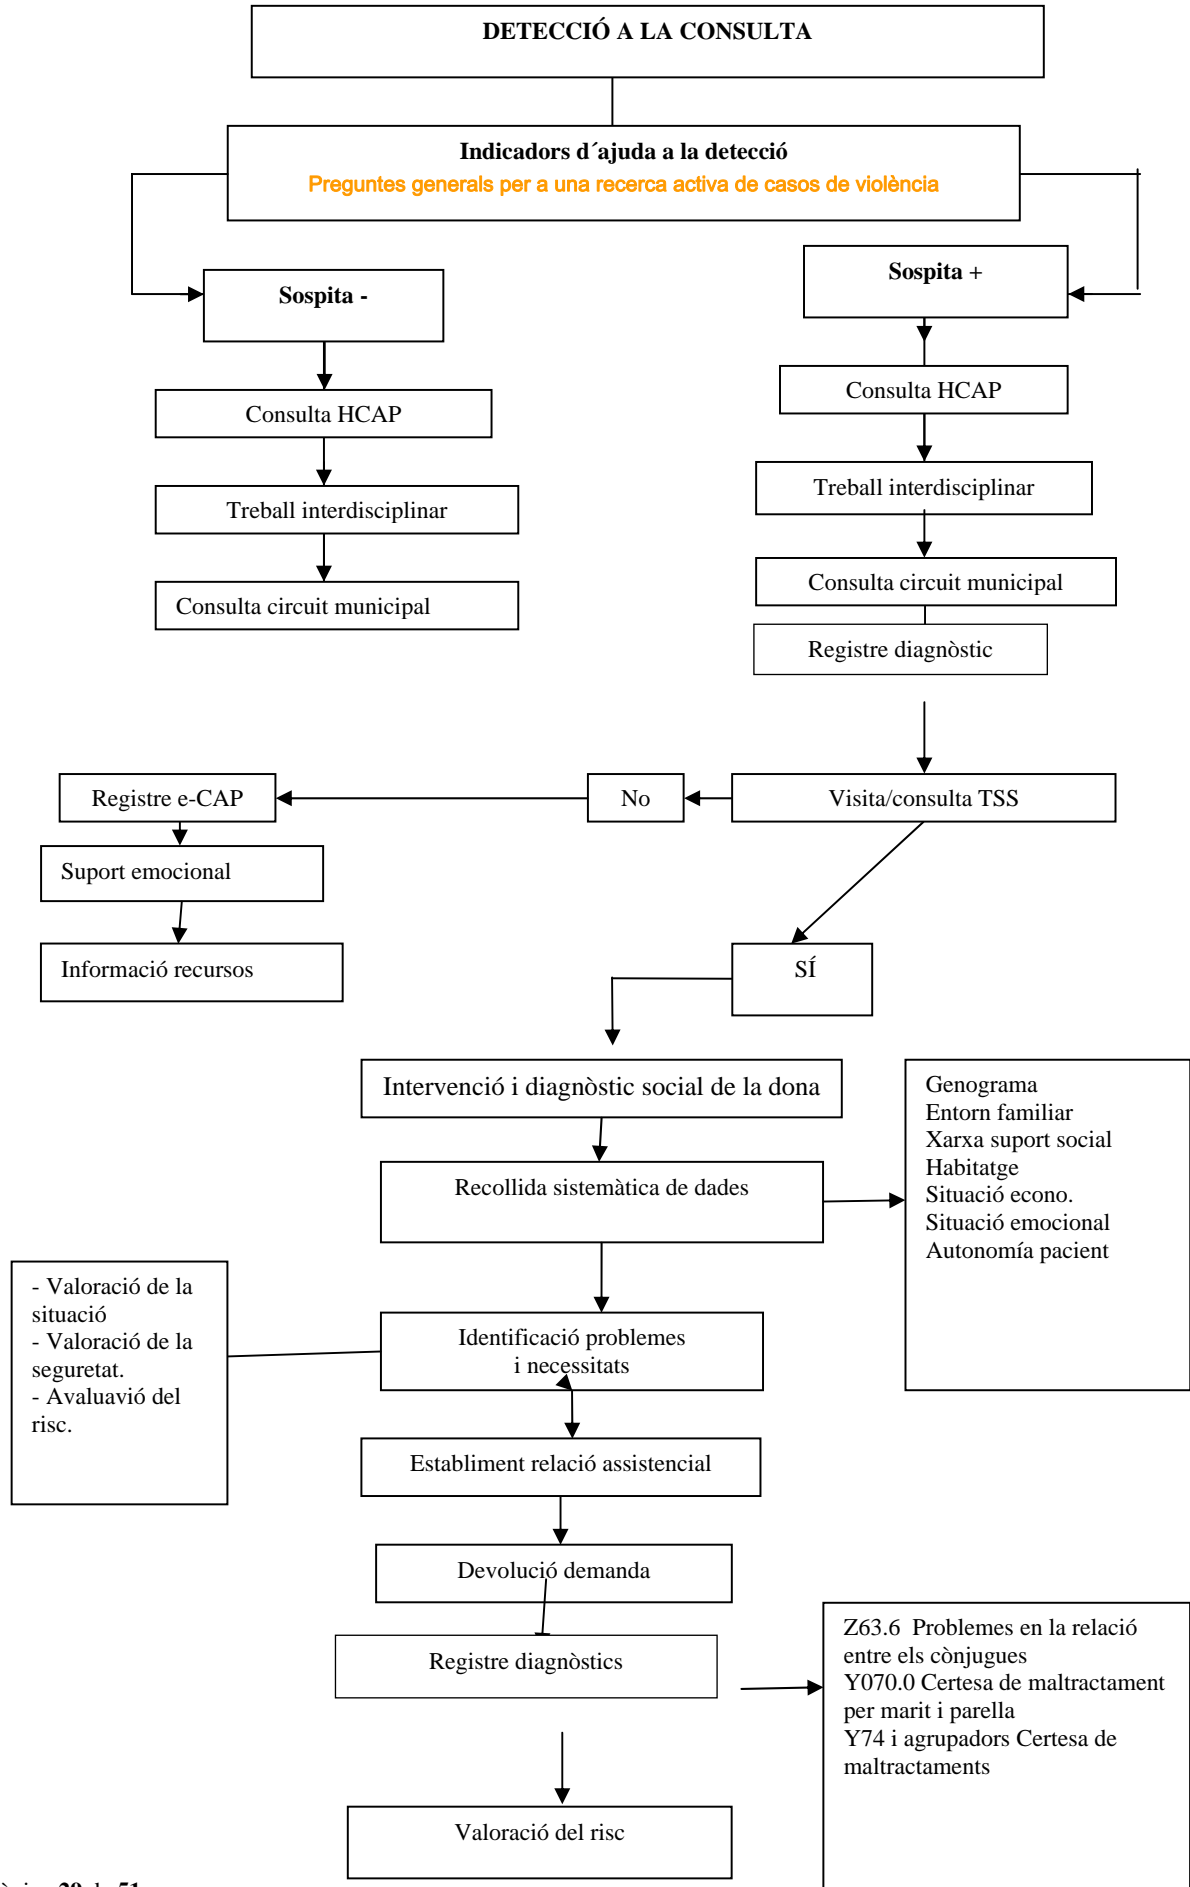 DETECCIÓ A LA CONSULTA
Indicadors d´ajuda a la detecció
Preguntes generals per a una recerca activa de casos de violència
Sospita -
Sospita +
Consulta HCAP
Consulta HCAP
Treball interdisciplinar
Treball interdisciplinar
Consulta circuit municipal
Consulta circuit municipal
Registre diagnòstic
Registre e-CAP
No
Visita/consulta TSS
Suport emocional
Informació recursos
SÍ
Intervenció i diagnòstic social de la dona
Recollida sistemàtica de dades
Genograma
Entorn familiar
Xarxa suport social
Habitatge
Situació econo.
Situació emocional
Autonomía pacient
- Valoració de la
situació
- Valoració de la
seguretat.
- Avaluavió del
risc.
Identificació problemes
i necessitats
Establiment relació assistencial
Devolució demanda
Registre diagnòstics
Z63.6  Problemes en la relació
entre els cònjugues
Y070.0 Certesa de maltractament
per marit i parella
Y74 i agrupadors Certesa de
maltractaments
Valoració del risc
29 de 51